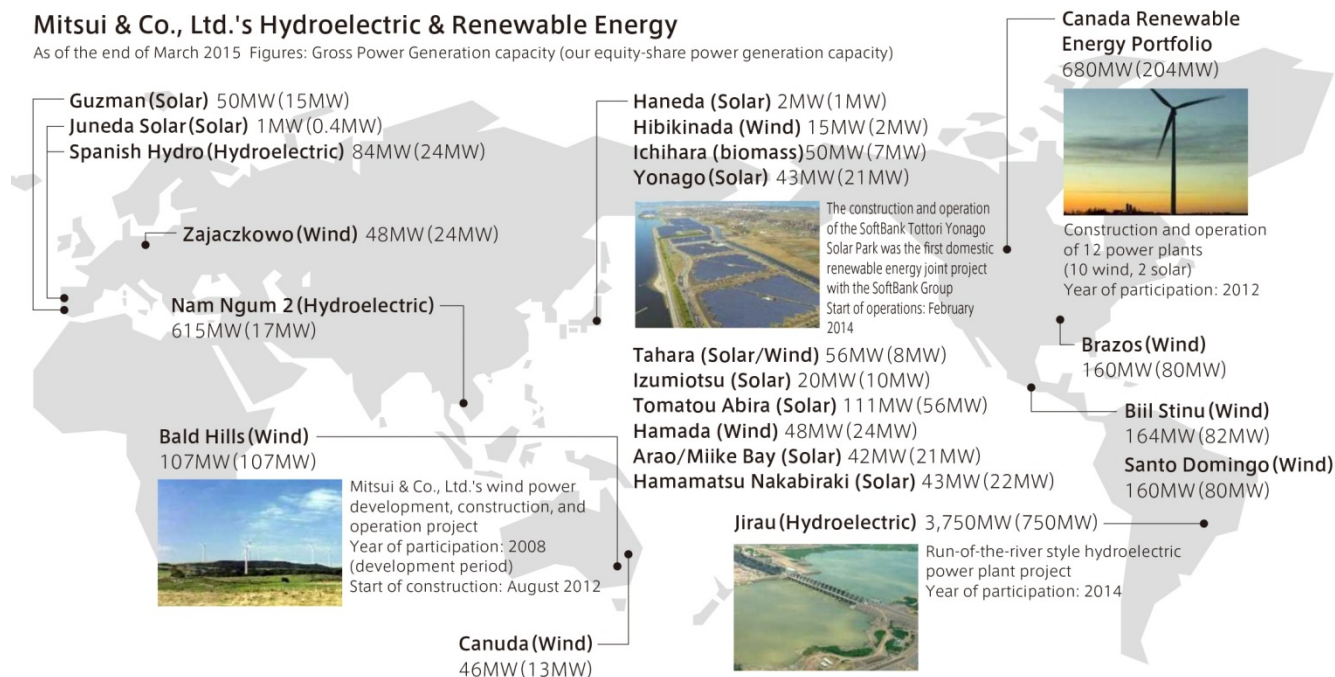 Mitsui & Co., Ltd.'s Hydroelectric & Renewable Energy
As of the end of March 2015  Figures: Gross Power Generation capacity (our equity-share power generation capacity)
Guzman (Solar) 50MW (15MW)
Juneda Solar (Solar) 1MW (0.4MW)
Spanish Hydro (Hydroelectric) 84MW (24MW)
Zajaczkowo (Wind) 48MW (24MW)
Nam Ngum 2 (Hydroelectric)
615MW (17MW)
Bald Hills (Wind)
107MW (107MW)
Mitsui & Co., Ltd.'s wind power
development, construction, and
operation project
Year of participation: 2008
(development period)
Start of construction: August 2012
Canuda (Wind)
46MW (13MW)
Haneda (Solar) 2MW (1MW)
Hibikinada (Wind) 15MW (2MW)
Ichihara (biomass)50MW (7MW)
Yonago (Solar) 43MW (21MW)
The construction and operation
of the SoftBank Tottori Yonago
Solar Park was the first domestic
renewable energy joint project
with the SoftBank Group
Start of operations: February
2014
Tahara (Solar/Wind) 56MW (8MW)
Izumiotsu (Solar) 20MW (10MW)
Tomatou Abira (Solar) 111MW (56MW)
Hamada (Wind) 48MW (24MW)
Arao/Miike Bay (Solar) 42MW (21MW)
Hamamatsu Nakabiraki (Solar) 43MW (22MW)
Jirau (Hydroelectric) 3,750MW (750MW)
Run-of-the-river style hydroelectric
power plant project
Year of participation: 2014
Canada Renewable
Energy Portfolio
680MW (204MW)
Construction and operation
of 12 power plants
(10 wind, 2 solar)
Year of participation: 2012
Brazos (Wind)
160MW (80MW)
Biil Stinu (Wind)
164MW (82MW)
Santo Domingo (Wind)
160MW (80MW)